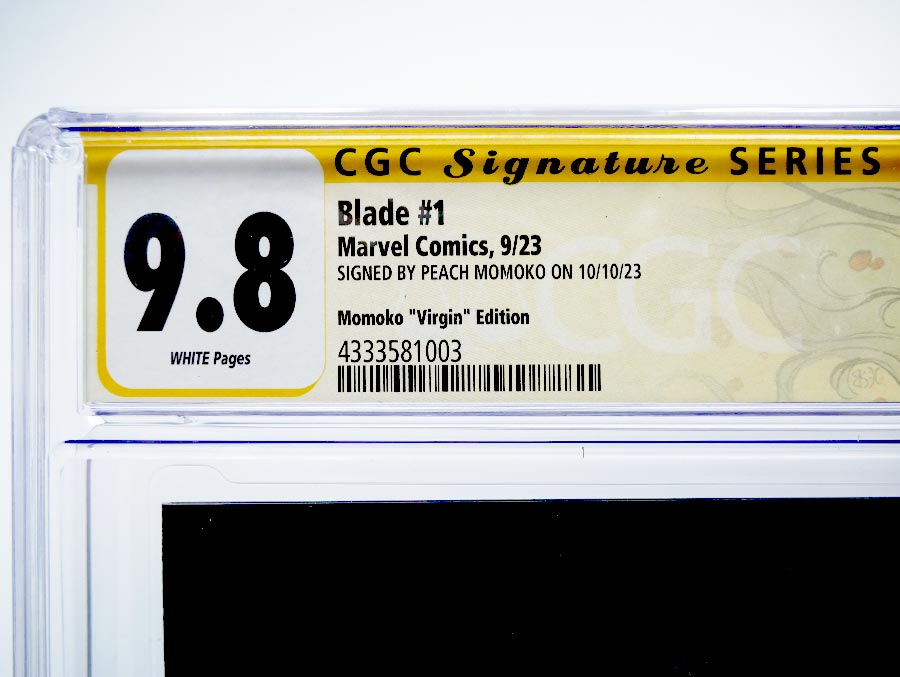 CGC Signature SERIES
9.8
WHITE Pages
Blade #1
Marvel Comics, 9/23
SIGNED BY PEACH MOMOKO ON 10/10/23
Momoko "Virgin" Edition
4333581003
CGC